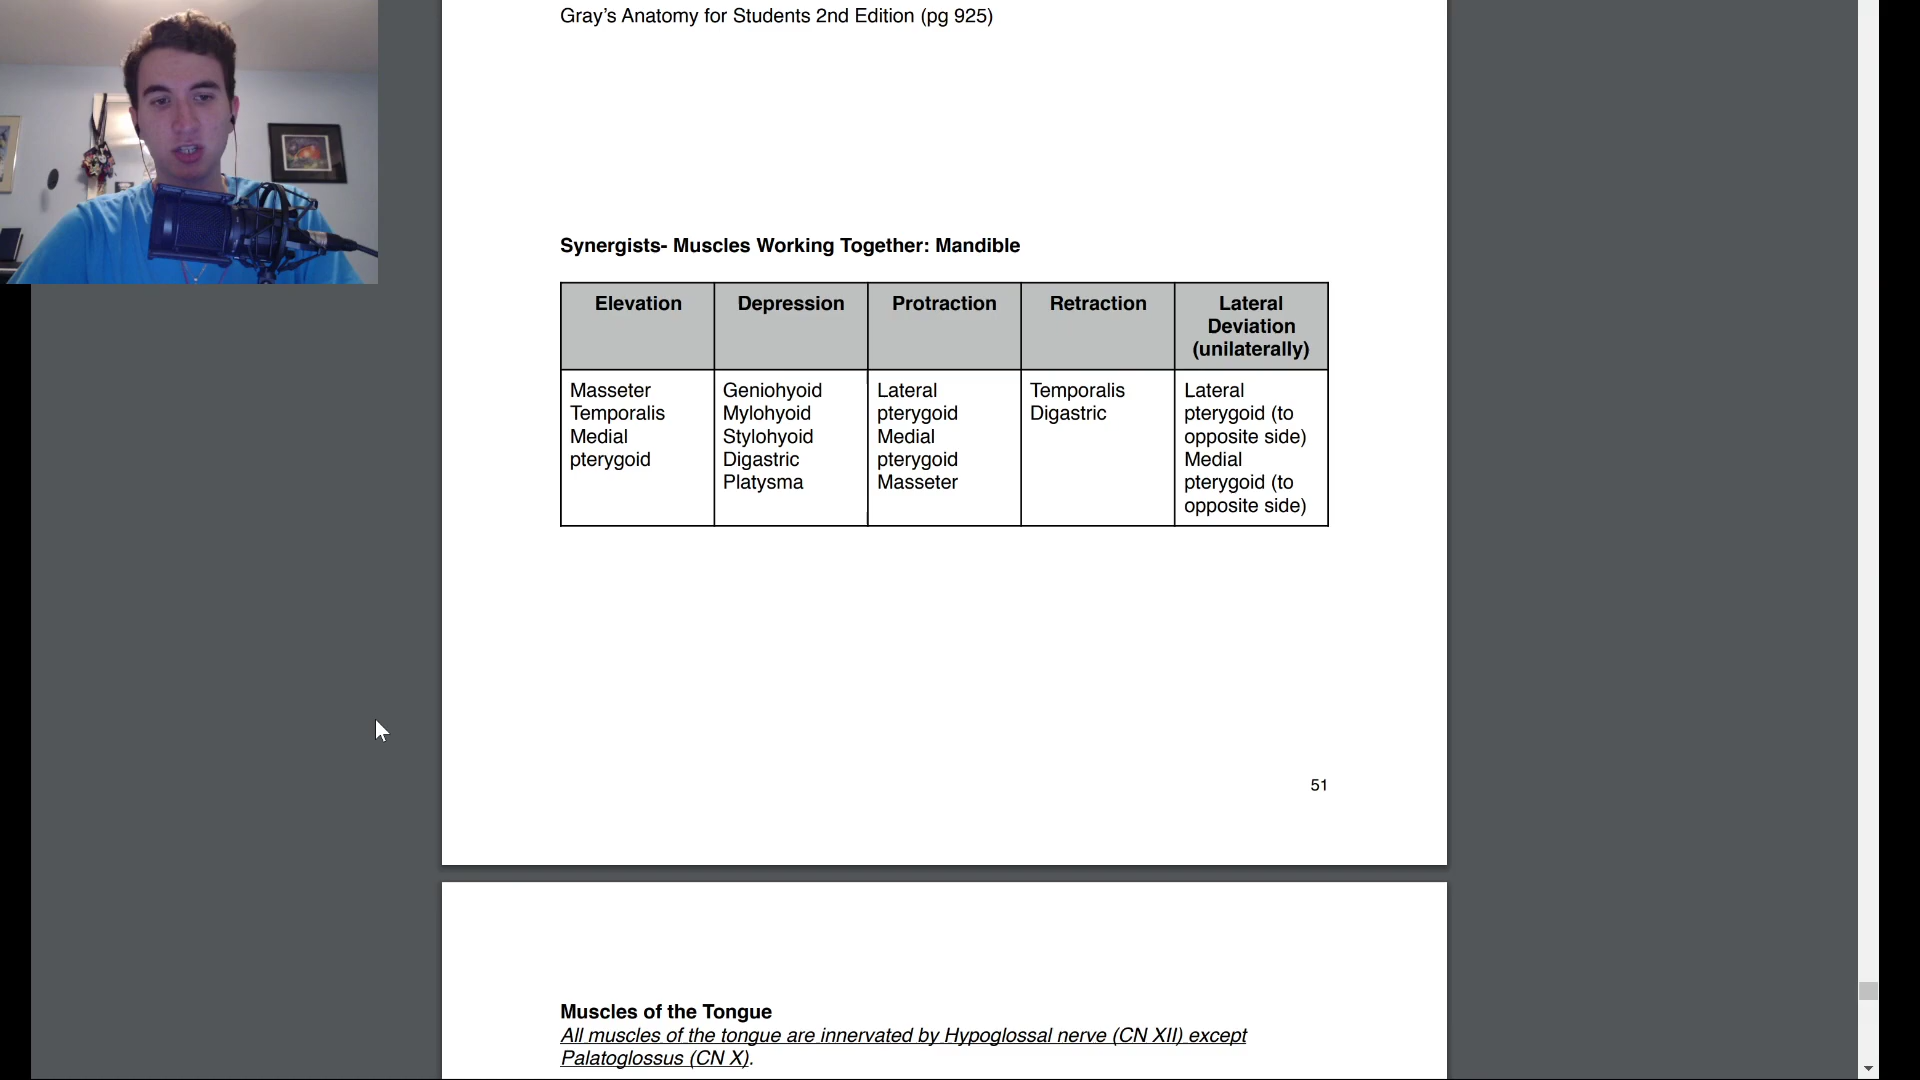 Gray’s Anatomy for Students 2nd Edition (pg 925)
Synergists- Muscles Working Together: Mandible
Elevation
Depression
Protraction
Retraction
Lateral
Deviation
(unilaterally)
Masseter
Temporalis
Medial
pterygoid
Geniohyoid
Mylohyoid
Stylohyoid
Digastric
Platysma
Lateral
pterygoid
Medial
pterygoid
Masseter
Temporalis
Digastric
Lateral
pterygoid (to
opposite side)
Medial
pterygoid (to
opposite side)
51
Muscles of the Tongue
All muscles of the tongue are innervated by Hypoglossal nerve (CN XII) except
Palatoglossus (CN X).